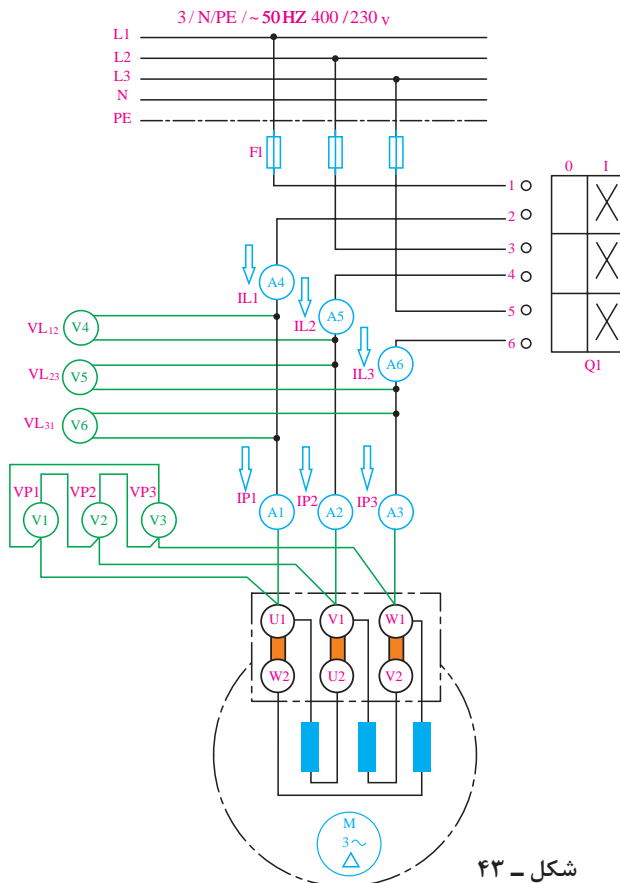 3 / N/PE / ~ 50 HZ 400 / 230 v
L1
L2
L3
N
PE
F1
0 I
1
2
3
4
5
6
Q1
A4
IL1
A5
IL2
A6
IL3
VL12 V4
VL23 V5
VL31 V6
IP1 IP2 IP3
A1 A2 A3
VP1 VP2 VP3
V1 V2 V3
U1 V1 W1
W2 U2 V2
M
3 ~
△
شکل ــ ۴۳